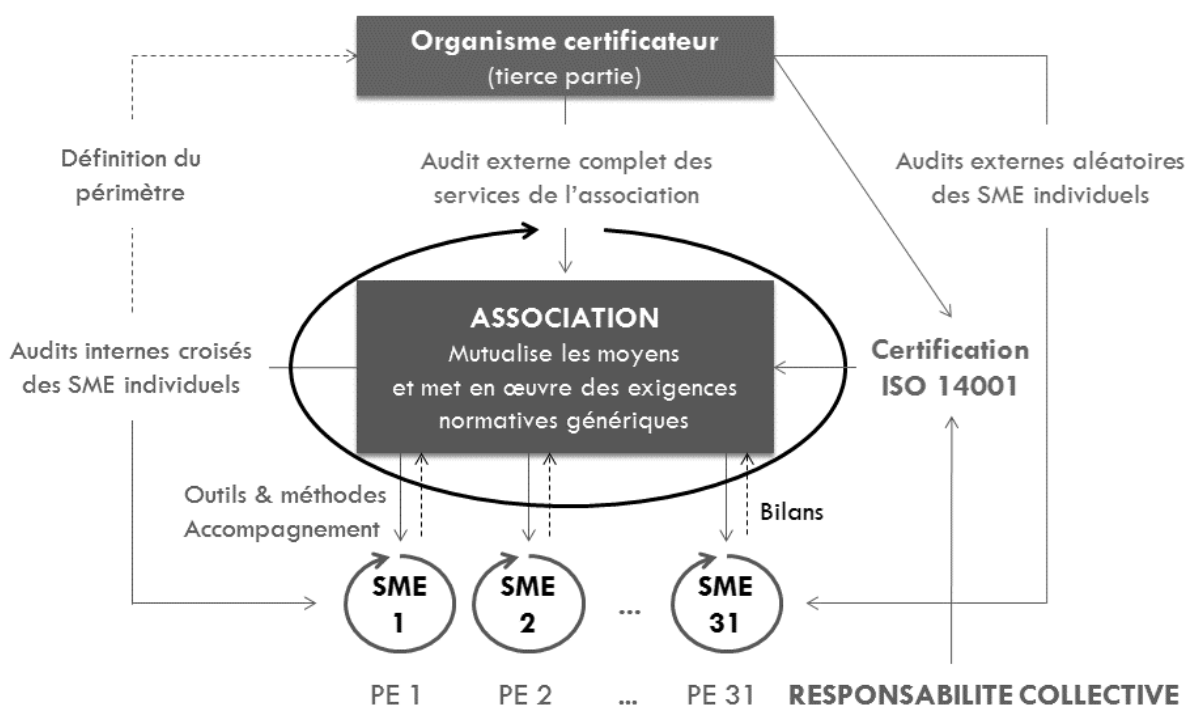 Organisme certificateur
(tierce partie)
Définition du
périmètre
Audit externe complet des
services de l'association
Audits externes aléatoires
des SME individuels
ASSOCIATION
Mutualise les moyens
et met en œuvre des exigences
normatives génériques
Audits internes croisés
des SME individuels
Certification
ISO 14001
Outils & méthodes
Accompagnement
Bilans
SME
1
SME
2
...
SME
31
PE 1
PE 2
...
PE 31
RESPONSABILITE COLLECTIVE